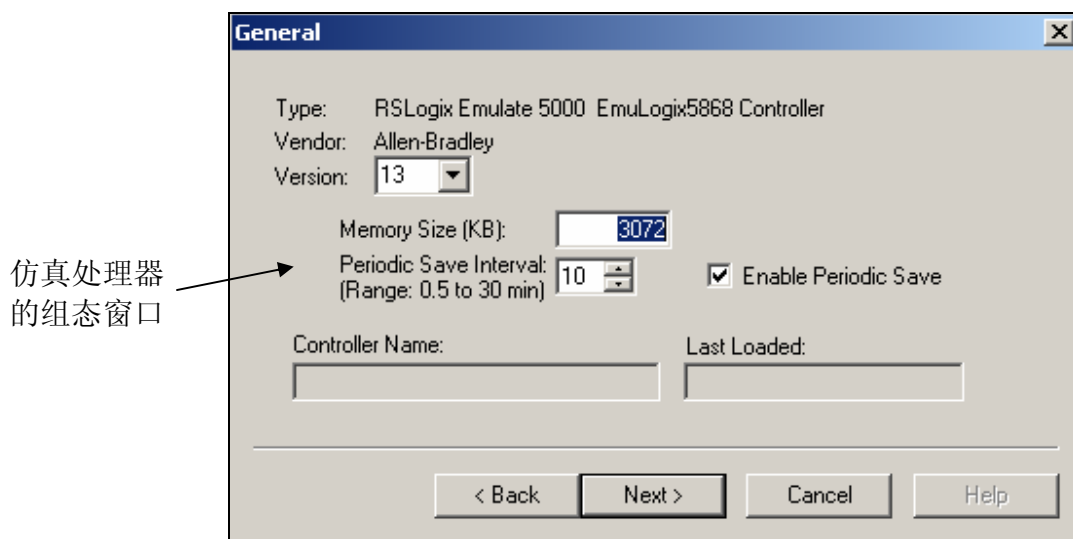 General
Type: RSLogix Emulate 5000 EmuLogix5868 Controller
Vendor: Allen-Bradley
Version: 13
Memory Size (KB): 3072
Periodic Save Interval: 10
(Range: 0.5 to 30 min)
Enable Periodic Save
仿真处理器
的组态窗口
Controller Name: Last Loaded:
< Back Next > Cancel Help